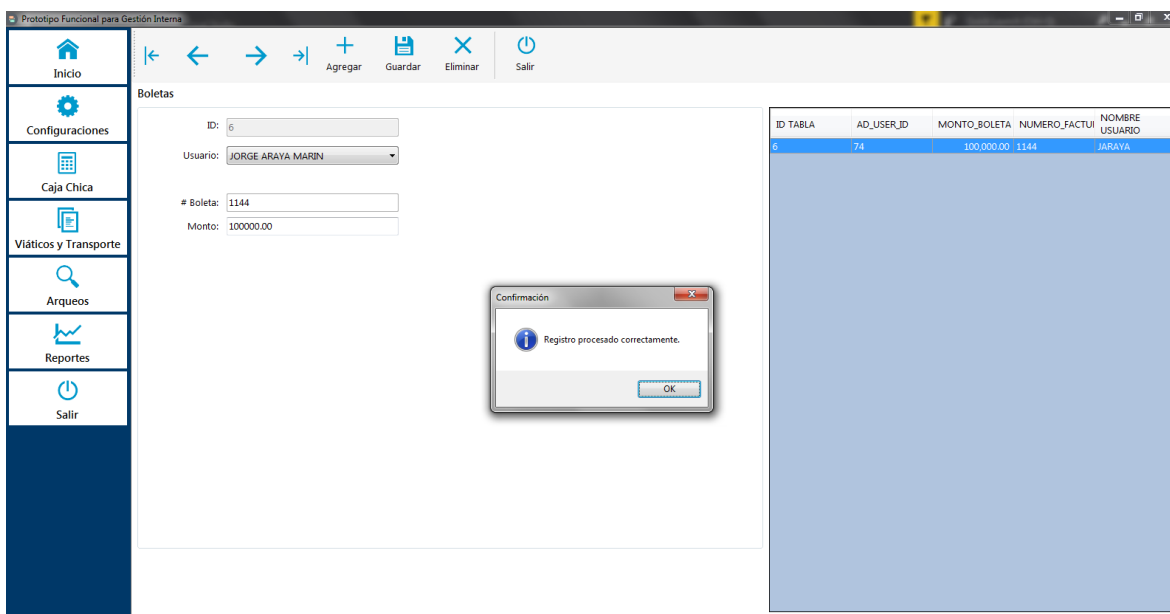 Prototipo Funcional para Gestión Interna
Inicio
Configuraciones
Caja Chica
Viáticos y Transporte
Arqueos
Reportes
Salir
Agregar
Guardar
Eliminar
Salir
Boletas
ID: 6
Usuario: JORGE ARAYA MARIN
# Boleta: 1144
Monto: 100000.00
Confirmación
Registro procesado correctamente.
OK
ID TABLA AD_USER_ID MONTO_BOLETA NUMERO_FACTUI NOMBRE USUARIO
6 74 100,000.00 1144 JARAYA